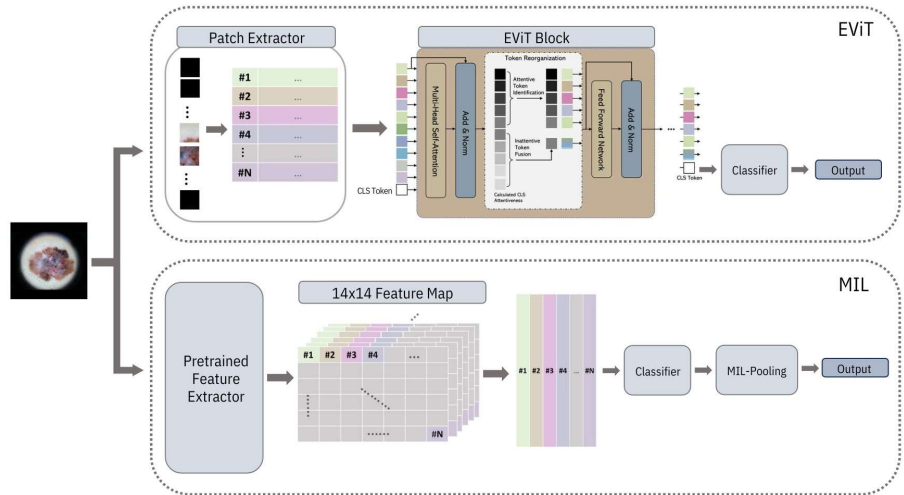 EViT
Patch Extractor
#1 ...
#2 ...
#3 ...
#4 ...
⋮ ...
#N ...
EViT Block
Token Reorganization
Multi-Head Self-Attention
Add & Norm
Attentive
Token
Identification
Inattentive
Token
Fusion
Calculated CLS
Attentiveness
Feed Forward Network
Add & Norm
CLS Token
...
CLS
Token
Classifier
Output
MIL
Pretrained
Feature
Extractor
14x14 Feature Map
#1 #2 #3 #4 ...
#N
#1 #2 #3 #4 ... #N
Classifier
MIL-Pooling
Output